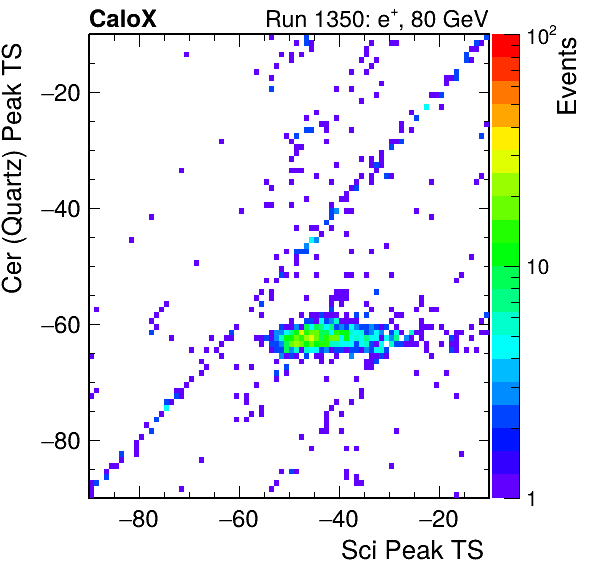 CaloX Run 1350: e⁺, 80 GeV
Cer (Quartz) Peak TS
−20
−40
−60
−80
−80 −60 −40 −20
Sci Peak TS
10²
10
1
Events